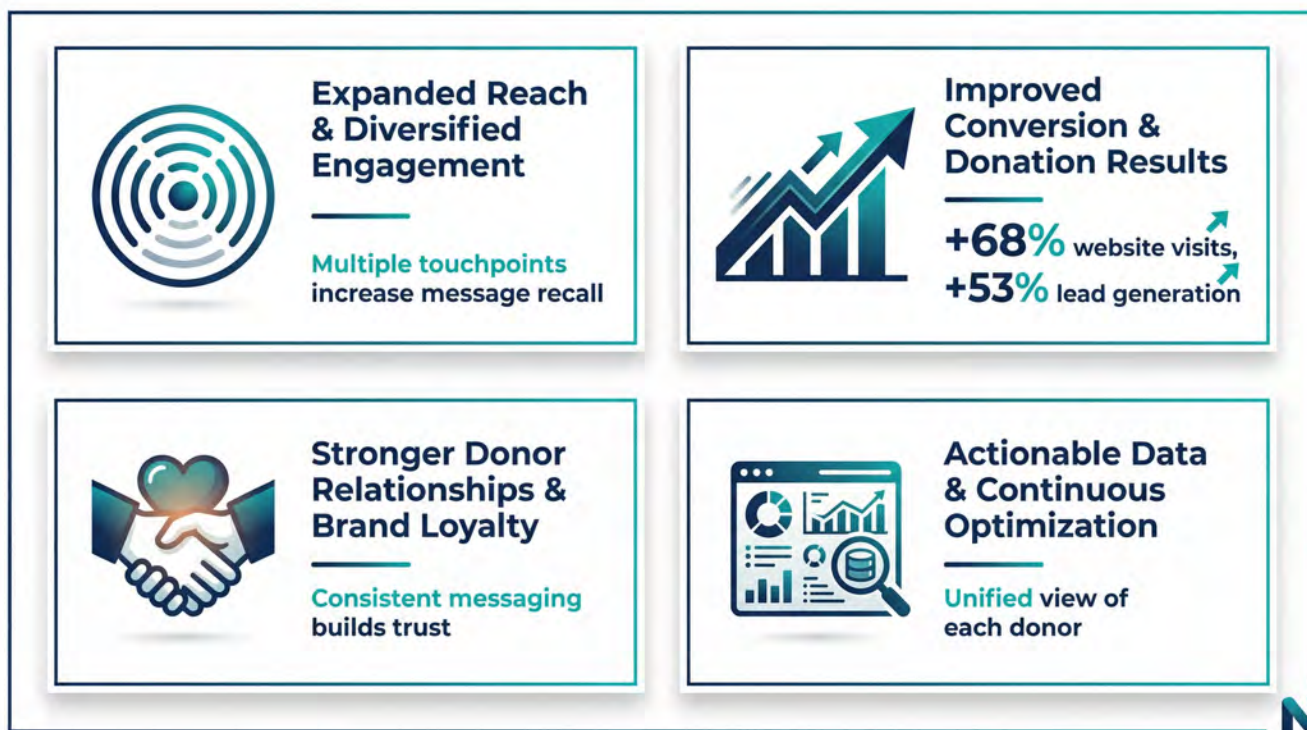 Expanded Reach
& Diversified
Engagement
Multiple touchpoints
increase message recall
Improved
Conversion &
Donation Results
+68% website visits,
+53% lead generation
Stronger Donor
Relationships &
Brand Loyalty
Consistent messaging
builds trust
Actionable Data
& Continuous
Optimization
Unified view of
each donor